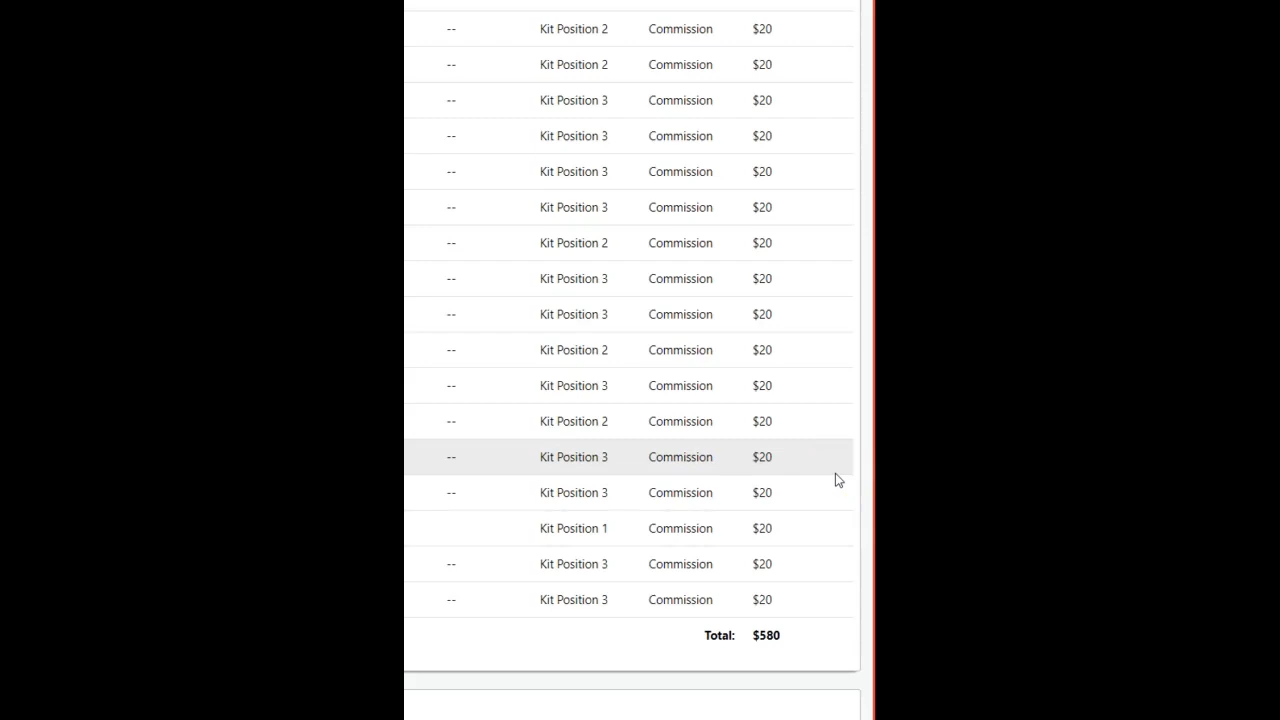 -- Kit Position 2 Commission $20
-- Kit Position 2 Commission $20
-- Kit Position 3 Commission $20
-- Kit Position 3 Commission $20
-- Kit Position 3 Commission $20
-- Kit Position 3 Commission $20
-- Kit Position 2 Commission $20
-- Kit Position 3 Commission $20
-- Kit Position 3 Commission $20
-- Kit Position 2 Commission $20
-- Kit Position 3 Commission $20
-- Kit Position 2 Commission $20
-- Kit Position 3 Commission $20
-- Kit Position 3 Commission $20
Kit Position 1 Commission $20
-- Kit Position 3 Commission $20
-- Kit Position 3 Commission $20
Total: $580